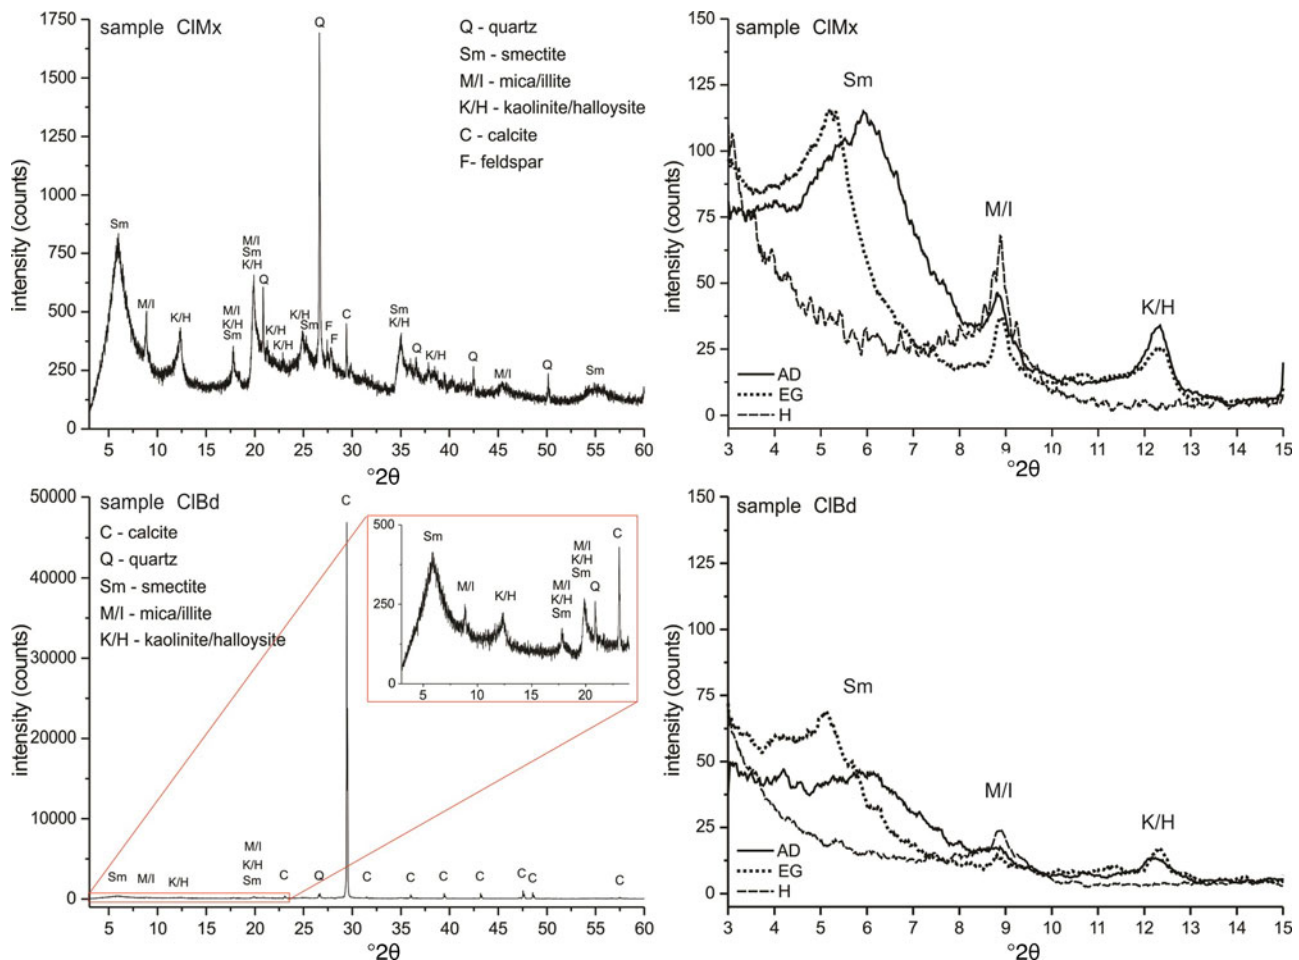 sample ClMx
Q - quartz
Sm - smectite
M/I - mica/illite
K/H - kaolinite/halloysite
C - calcite
F- feldspar
intensity (counts)
1750
1500
1250
1000
750
500
250
0
Sm
M/I
K/H
M/I
K/H
Sm
M/I
Sm
K/H
Q
K/H
K/H
K/H
Sm
Q
F
F
C
Sm
K/H
Q
K/H
Q
M/I
Q
Sm
5 10 15 20 25 30 35 40 45 50 55 60
°2θ
sample ClMx
intensity (counts)
150
125
100
75
50
25
0
Sm
M/I
K/H
AD
EG
H
3 4 5 6 7 8 9 10 11 12 13 14 15
°2θ
sample ClBd
C - calcite
Q - quartz
Sm - smectite
M/I - mica/illite
K/H - kaolinite/halloysite
intensity (counts)
50000
40000
30000
20000
10000
0
C
500
250
0
Sm
M/I
K/H
M/I
K/H
Sm
M/I
K/H
Sm
Q
C
5 10 15 20
Sm
M/I
K/H
M/I
K/H
Sm
C
Q
C
C
C
C
C
C
C
5 10 15 20 25 30 35 40 45 50 55 60
°2θ
sample ClBd
intensity (counts)
150
125
100
75
50
25
0
Sm
M/I
K/H
AD
EG
H
3 4 5 6 7 8 9 10 11 12 13 14 15
°2θ